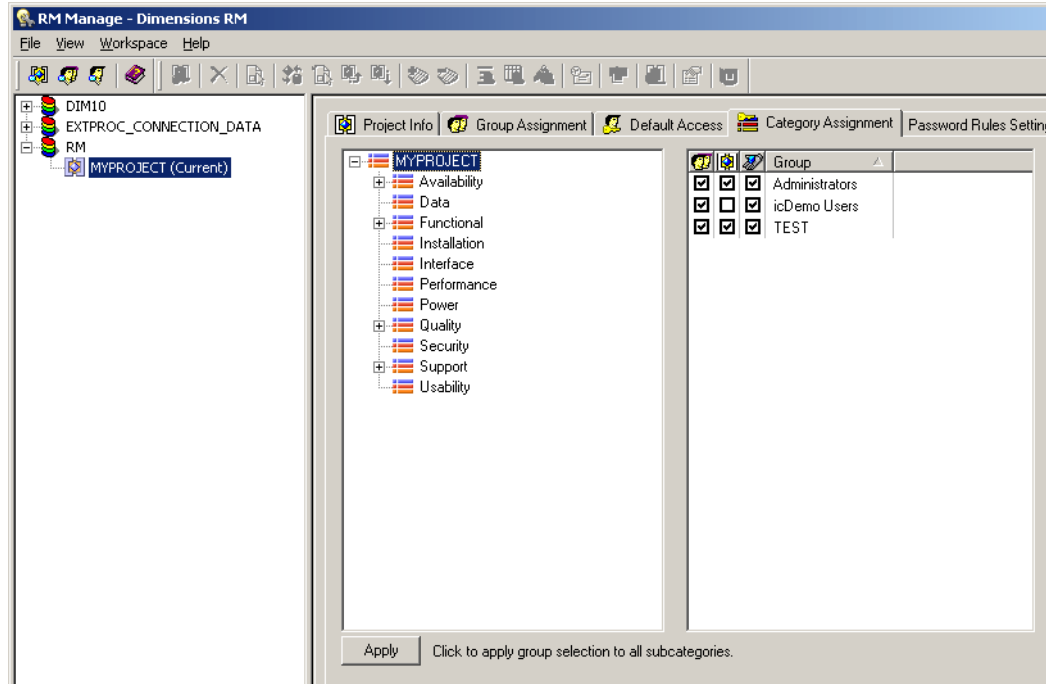 RM Manage - Dimensions RM
File View Workspace Help
DIM10
EXTPROC_CONNECTION_DATA
RM
MYPROJECT (Current)
Project Info Group Assignment Default Access Category Assignment Password Rules Settin
MYPROJECT
Availability
Data
Functional
Installation
Interface
Performance
Power
Quality
Security
Support
Usability
Group
Administrators
icDemo Users
TEST
Apply Click to apply group selection to all subcategories.